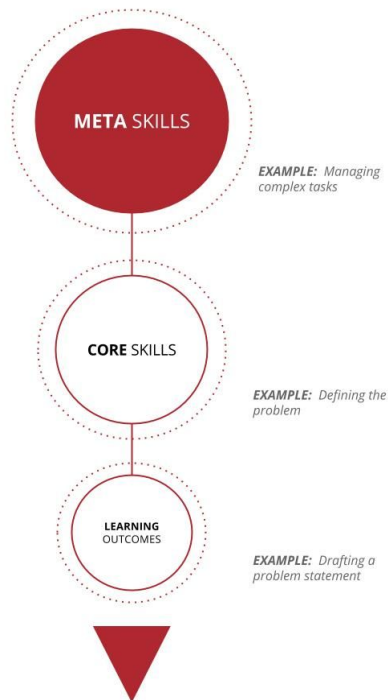 META SKILLS
EXAMPLE: Managing
complex tasks
CORE SKILLS
EXAMPLE: Defining the
problem
LEARNING
OUTCOMES
EXAMPLE: Drafting a
problem statement